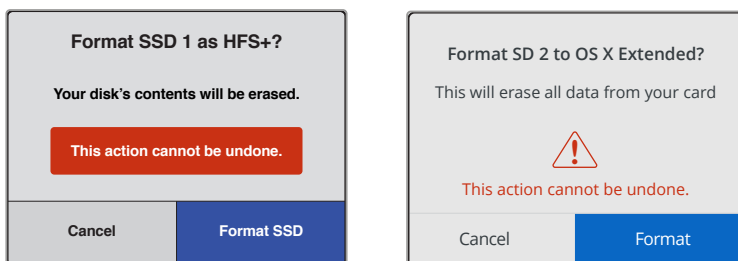 Format SSD 1 as HFS+?
Your disk's contents will be erased.
This action cannot be undone.
Cancel
Format SSD
Format SD 2 to OS X Extended?
This will erase all data from your card
This action cannot be undone.
Cancel
Format